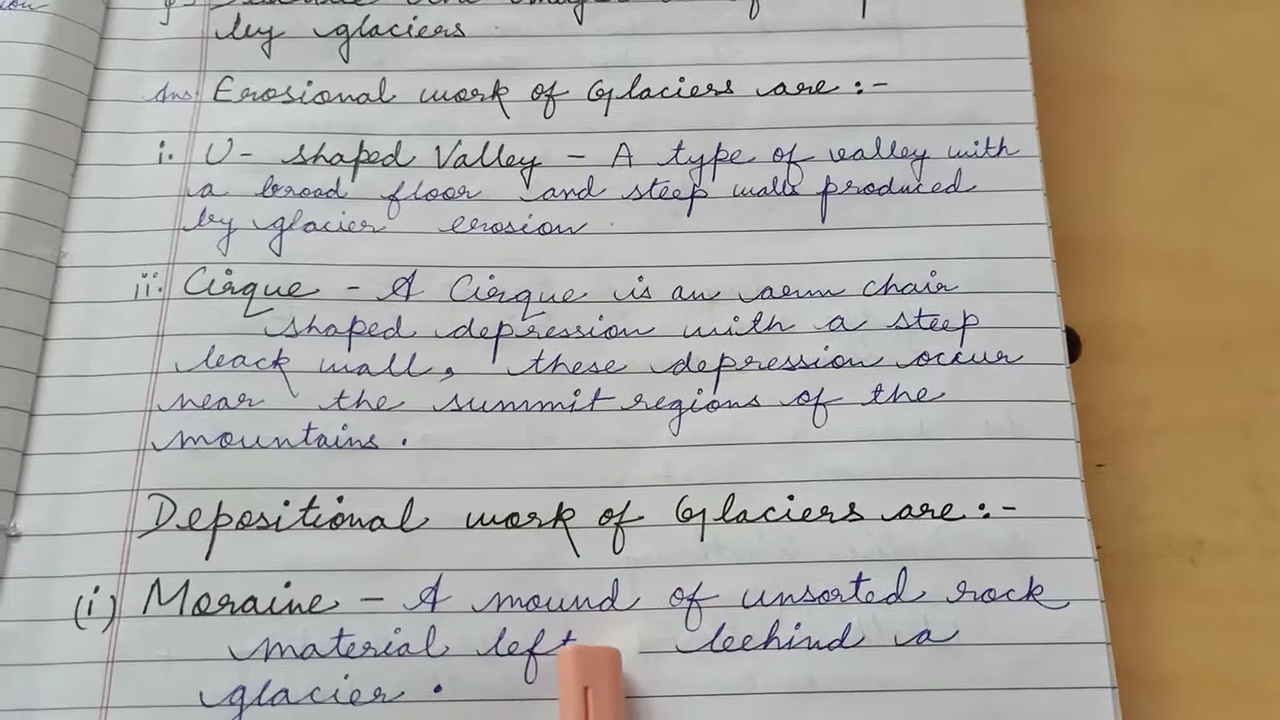 by glaciers
Ans Erosional work of Glaciers are :-
i. U- shaped Valley - A type of valley with
a broad floor and steep walls produced
by glacier erosion
ii. Cirque - A Cirque is an arm chair
shaped depression with a steep
back wall, these depression occur
near the summit regions of the
mountains.
Depositional work of Glaciers are :-
(i) Moraine - A mound of unsorted rock
material left behind a
glacier.